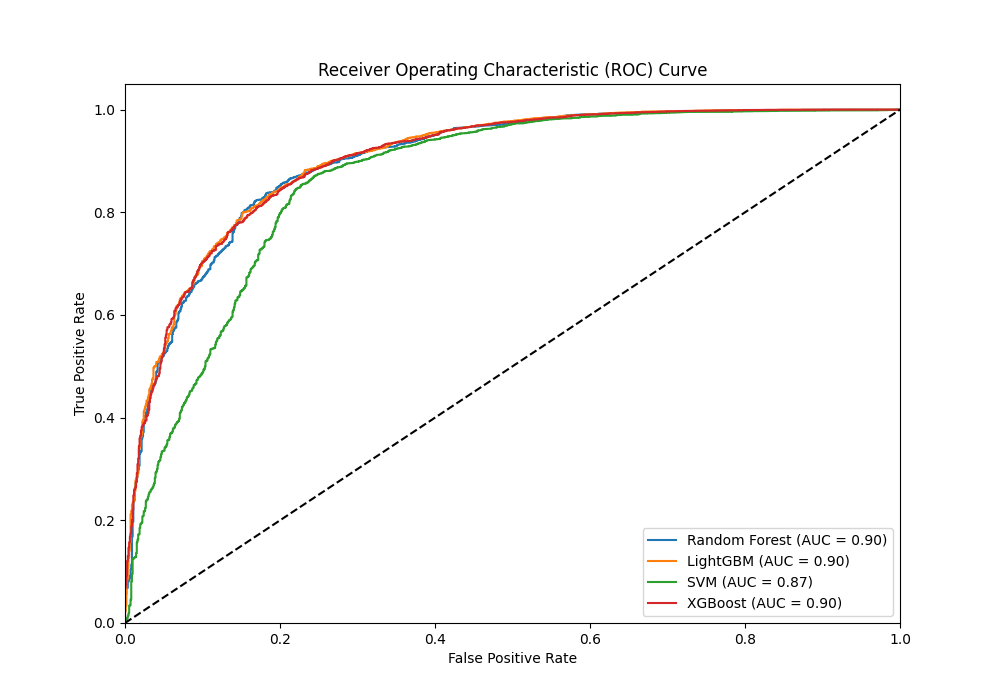 Receiver Operating Characteristic (ROC) Curve
True Positive Rate
1.0
0.8
0.6
0.4
0.2
0.0
0.0 0.2 0.4 0.6 0.8 1.0
False Positive Rate
Random Forest (AUC = 0.90)
LightGBM (AUC = 0.90)
SVM (AUC = 0.87)
XGBoost (AUC = 0.90)